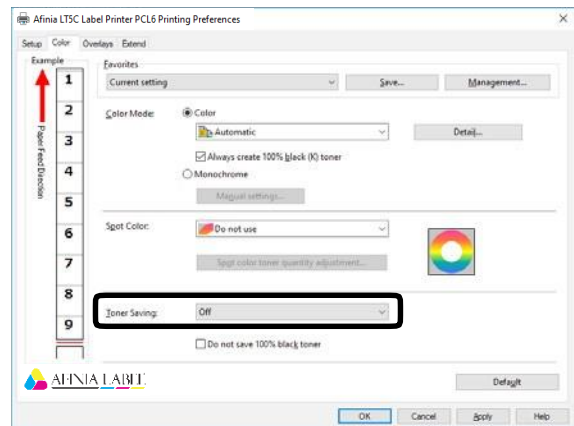 Afinia LT5C Label Printer PCL6 Printing Preferences
Setup Color Overlays Extend
Example
Paper Feed Direction
1
2
3
4
5
6
7
8
9
Favorites
Current setting Save... Management...
Color Mode: Color
Automatic Detail...
Always create 100% black (K) toner
Monochrome
Manual settings...
Spot Color: Do not use
Spot color toner quantity adjustment...
Toner Saving: Off
Do not save 100% black toner
AFINIA LABEL
Default
OK Cancel Apply Help